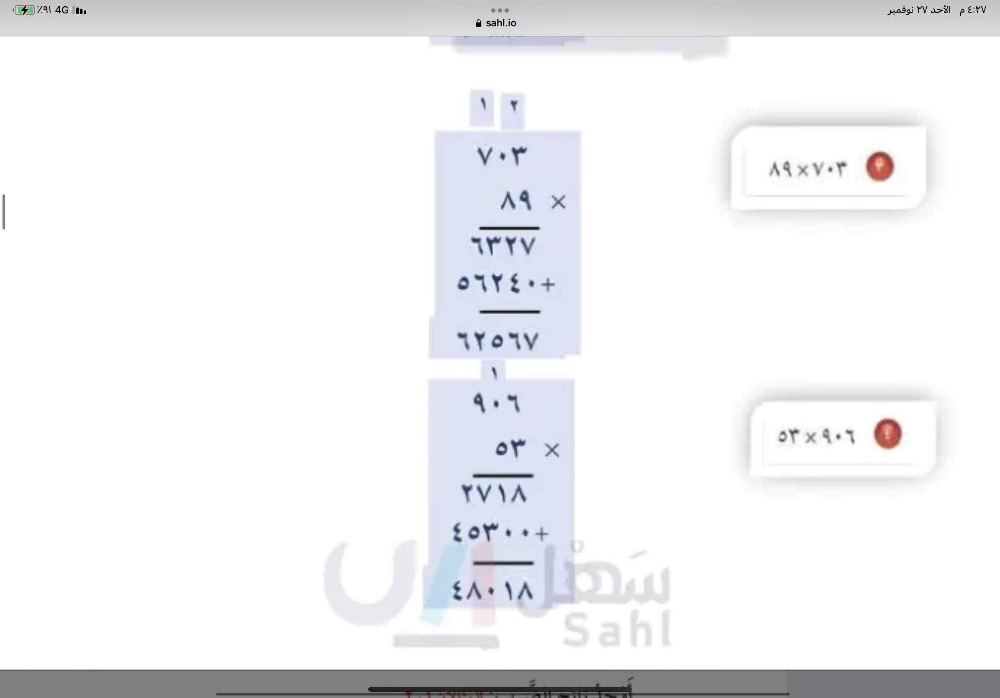 ٤:٢٧ م   الأحد ٢٧ نوفمبر
٪٩١ 4G
sahl.io
١ ٢
٧٠٣
٨٩ ×
٦٣٢٧
٥٦٢٤٠+
٦٢٥٦٧
٨٩×٧٠٣
١
٩٠٦
٥٣ ×
٢٧١٨
٤٥٣٠٠+
٤٨٠١٨
٥٣×٩٠٦
سَهْل
Sahl